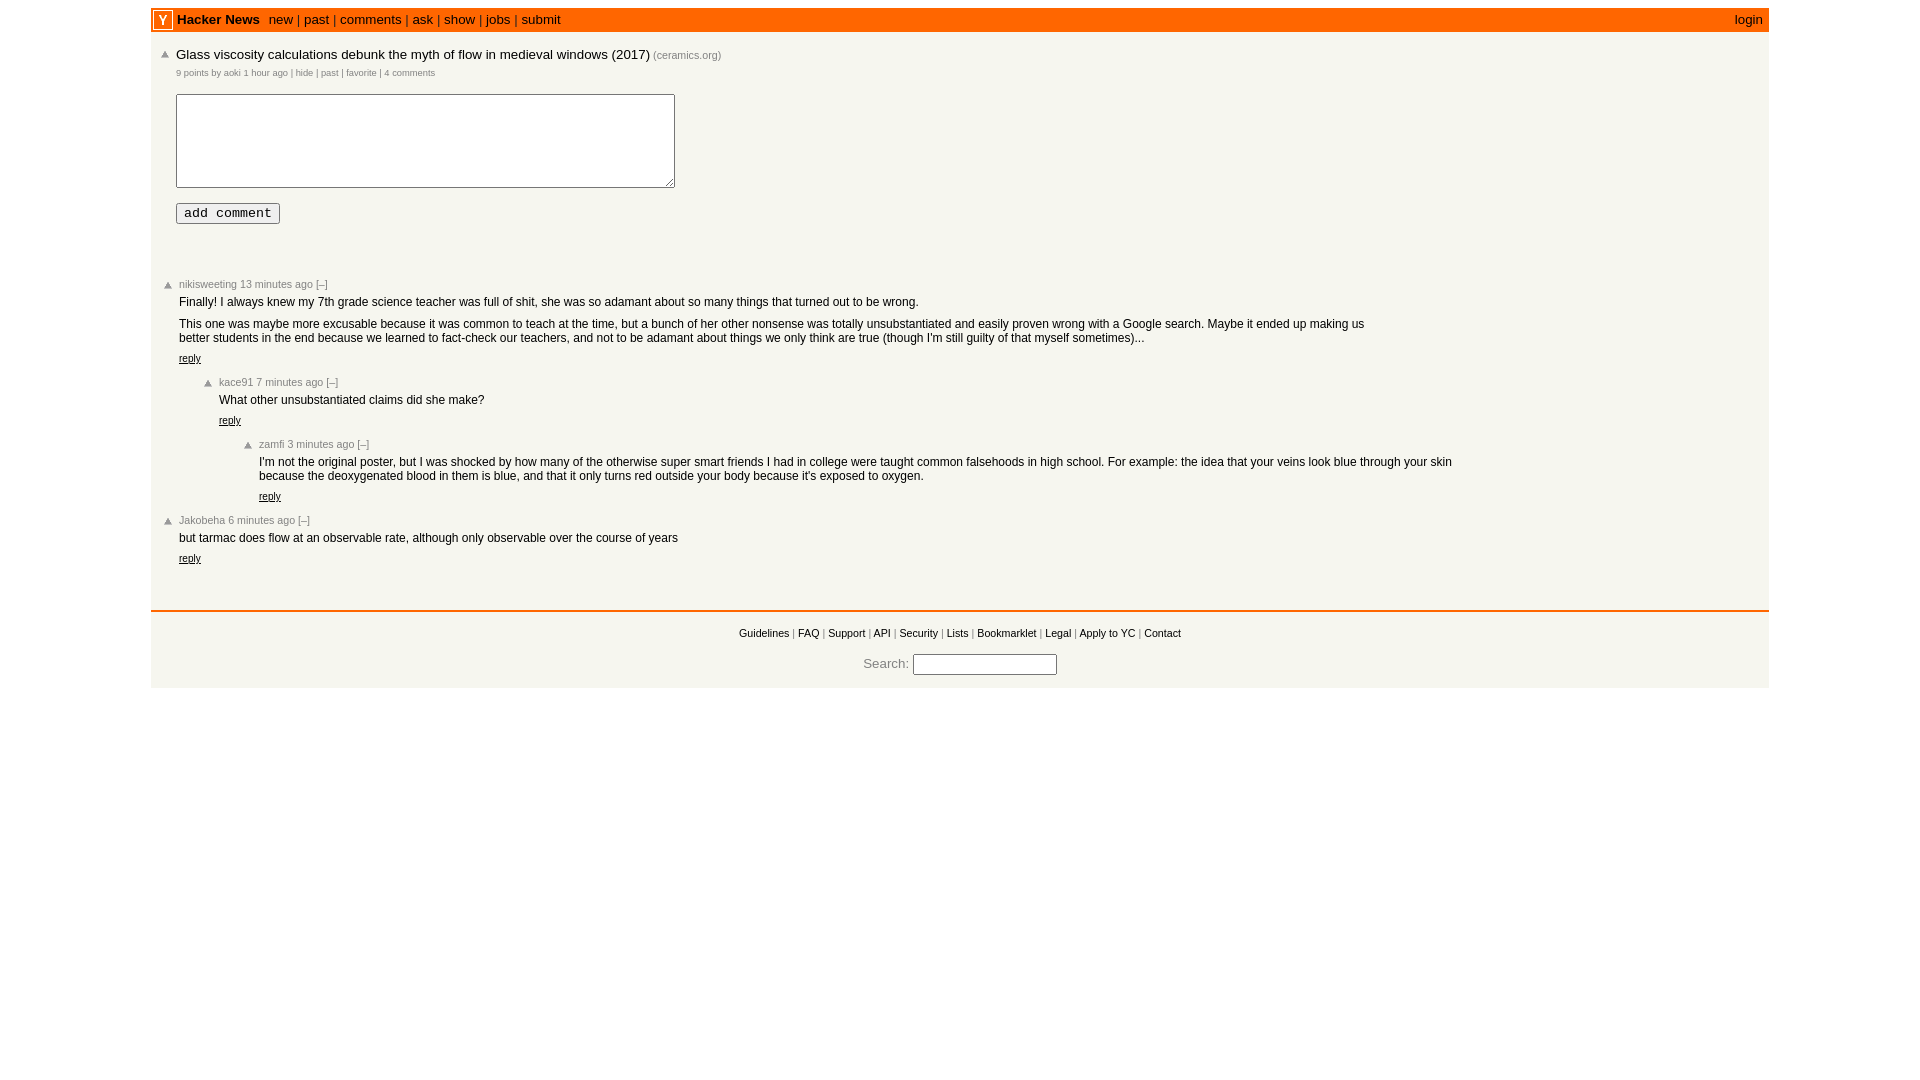 Y Hacker News new | past | comments | ask | show | jobs | submit login
Glass viscosity calculations debunk the myth of flow in medieval windows (2017) (ceramics.org)
9 points by aoki 1 hour ago | hide | past | favorite | 4 comments
add comment
nikisweeting 13 minutes ago [–]
Finally! I always knew my 7th grade science teacher was full of shit, she was so adamant about so many things that turned out to be wrong.
This one was maybe more excusable because it was common to teach at the time, but a bunch of her other nonsense was totally unsubstantiated and easily proven wrong with a Google search. Maybe it ended up making us
better students in the end because we learned to fact-check our teachers, and not to be adamant about things we only think are true (though I'm still guilty of that myself sometimes)...
reply
kace91 7 minutes ago [–]
What other unsubstantiated claims did she make?
reply
zamfi 3 minutes ago [–]
I'm not the original poster, but I was shocked by how many of the otherwise super smart friends I had in college were taught common falsehoods in high school. For example: the idea that your veins look blue through your skin
because the deoxygenated blood in them is blue, and that it only turns red outside your body because it's exposed to oxygen.
reply
Jakobeha 6 minutes ago [–]
but tarmac does flow at an observable rate, although only observable over the course of years
reply
Guidelines | FAQ | Support | API | Security | Lists | Bookmarklet | Legal | Apply to YC | Contact
Search: